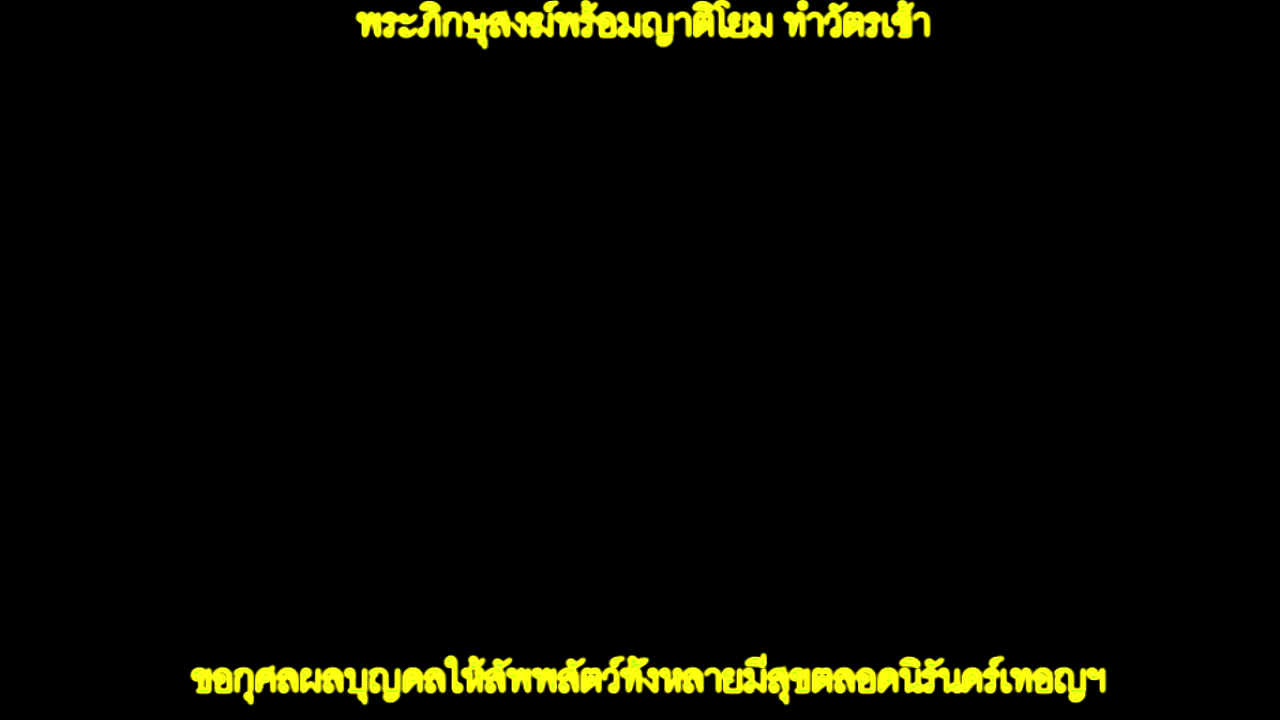 พระภิกษุสงฆ์พร้อมญาติโยม ทำวัตรเช้า
ขอกุศลผลบุญดลให้สัพพสัตว์ทั้งหลายมีสุขตลอดนิรันดร์เทอญฯ